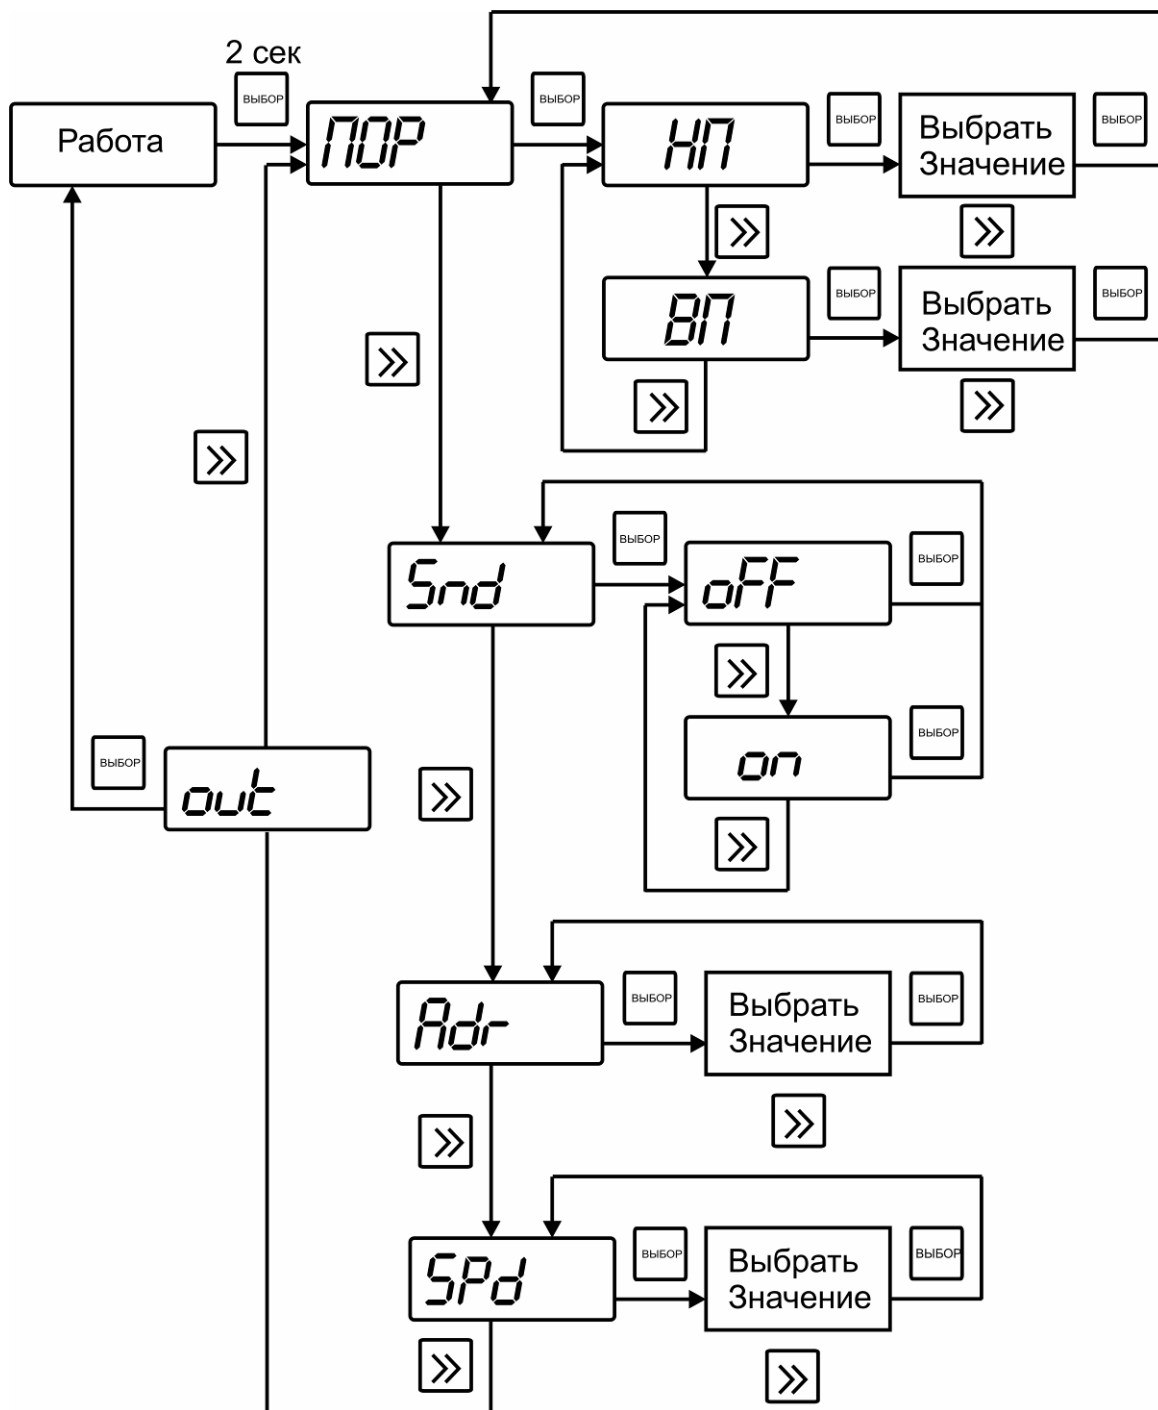 2 сек
ВЫБОР
ВЫБОР
ВЫБОР
ВЫБОР
Работа
ПОР
НП
Выбрать
Значение
>>
>>
ВЫБОР
ВЫБОР
ВП
Выбрать
Значение
>>
>>
>>
>>
ВЫБОР
ВЫБОР
Snd
oFF
>>
ВЫБОР
ВЫБОР
out
on
>>
>>
ВЫБОР
ВЫБОР
Adr
Выбрать
Значение
>>
>>
ВЫБОР
ВЫБОР
SPd
Выбрать
Значение
>>
>>